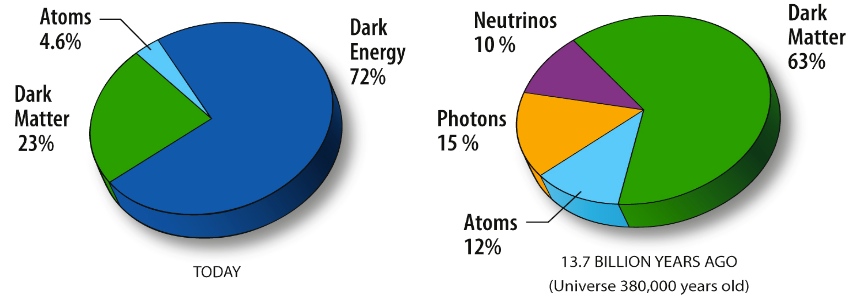 Atoms
4.6%
Dark
Energy
72%
Dark
Matter
23%
TODAY
Neutrinos
10 %
Dark
Matter
63%
Photons
15 %
Atoms
12%
13.7 BILLION YEARS AGO
(Universe 380,000 years old)